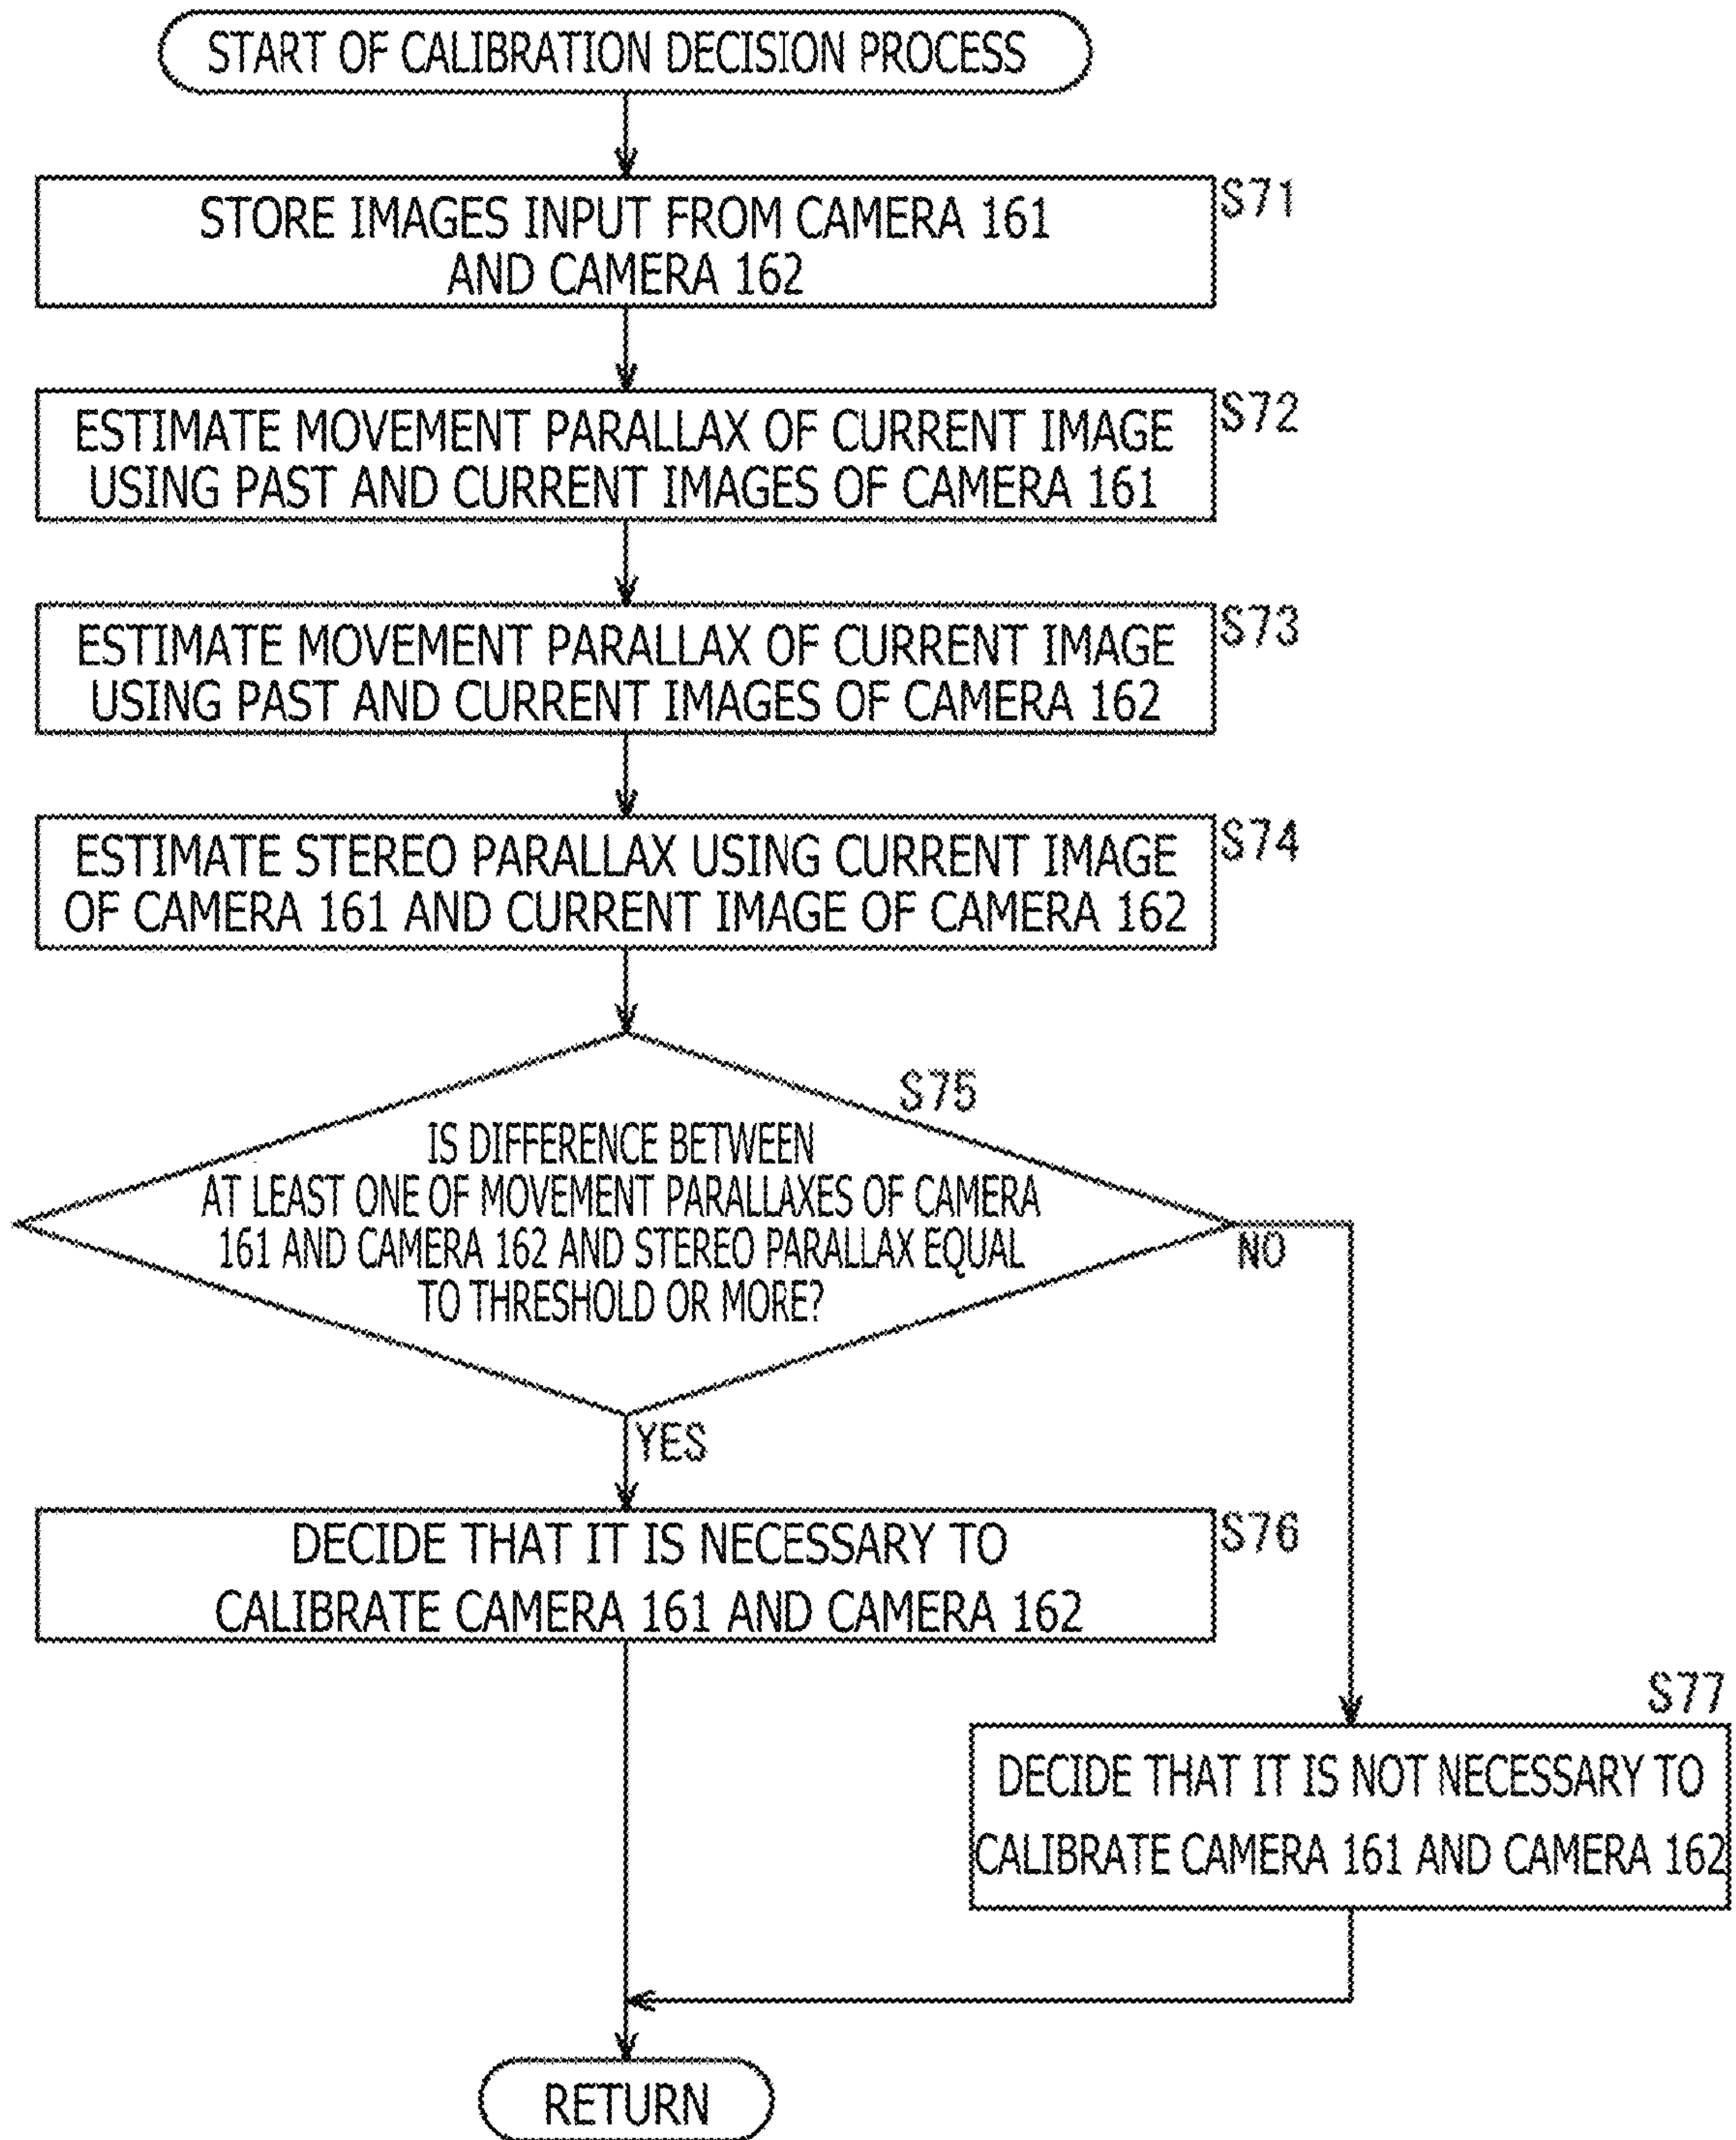 START OF CALIBRATION DECISION PROCESS
S71
STORE IMAGES INPUT FROM CAMERA 161
AND CAMERA 162
S72
ESTIMATE MOVEMENT PARALLAX OF CURRENT IMAGE
USING PAST AND CURRENT IMAGES OF CAMERA 161
S73
ESTIMATE MOVEMENT PARALLAX OF CURRENT IMAGE
USING PAST AND CURRENT IMAGES OF CAMERA 162
S74
ESTIMATE STEREO PARALLAX USING CURRENT IMAGE
OF CAMERA 161 AND CURRENT IMAGE OF CAMERA 162
S75
IS DIFFERENCE BETWEEN
AT LEAST ONE OF MOVEMENT PARALLAXES OF CAMERA
161 AND CAMERA 162 AND STEREO PARALLAX EQUAL
TO THRESHOLD OR MORE?
NO
YES
S76
DECIDE THAT IT IS NECESSARY TO
CALIBRATE CAMERA 161 AND CAMERA 162
S77
DECIDE THAT IT IS NOT NECESSARY TO
CALIBRATE CAMERA 161 AND CAMERA 162
RETURN